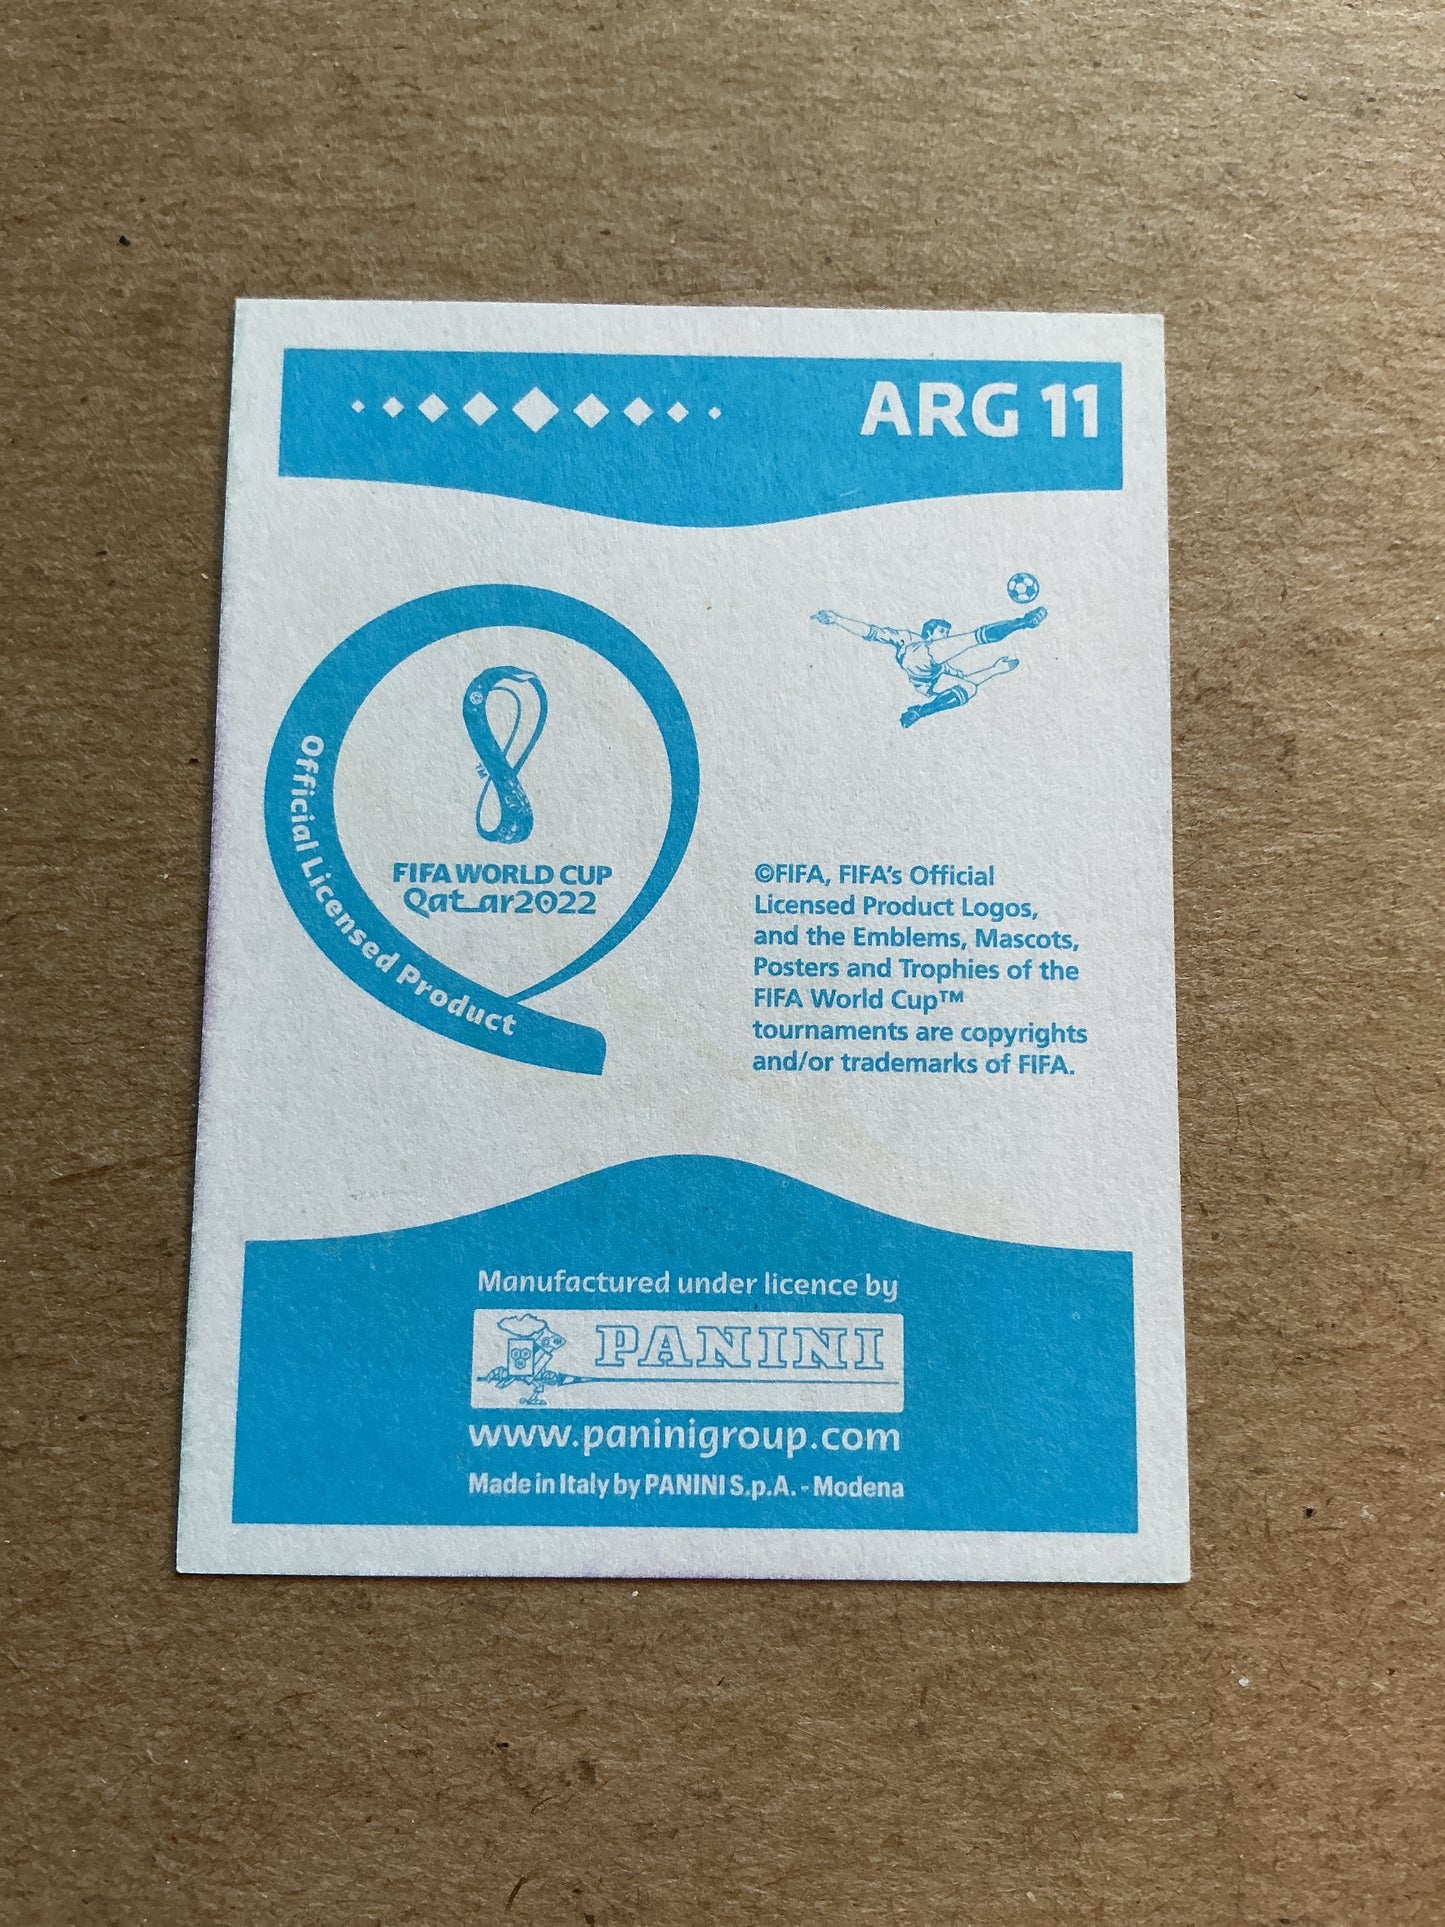 ARG 11
Official Licensed Product
TM
FIFA WORLD CUP
Qatar2022
©FIFA, FIFA's Official
Licensed Product Logos,
and the Emblems, Mascots,
Posters and Trophies of the
FIFA World Cup™
tournaments are copyrights
and/or trademarks of FIFA.
Manufactured under licence by
PANINI
www.paninigroup.com
Made in Italy by PANINI S.p.A. - Modena